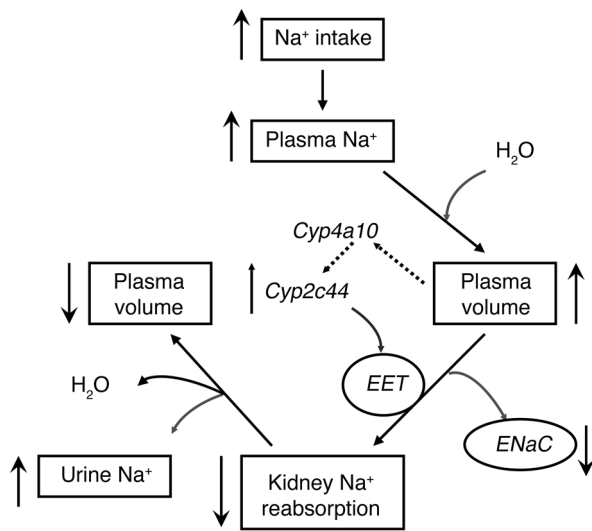 Na⁺ intake
Plasma Na⁺
H₂O
Cyp4a10
Cyp2c44
Plasma
volume
Plasma
volume
H₂O
EET
ENaC
Urine Na⁺
Kidney Na⁺
reabsorption